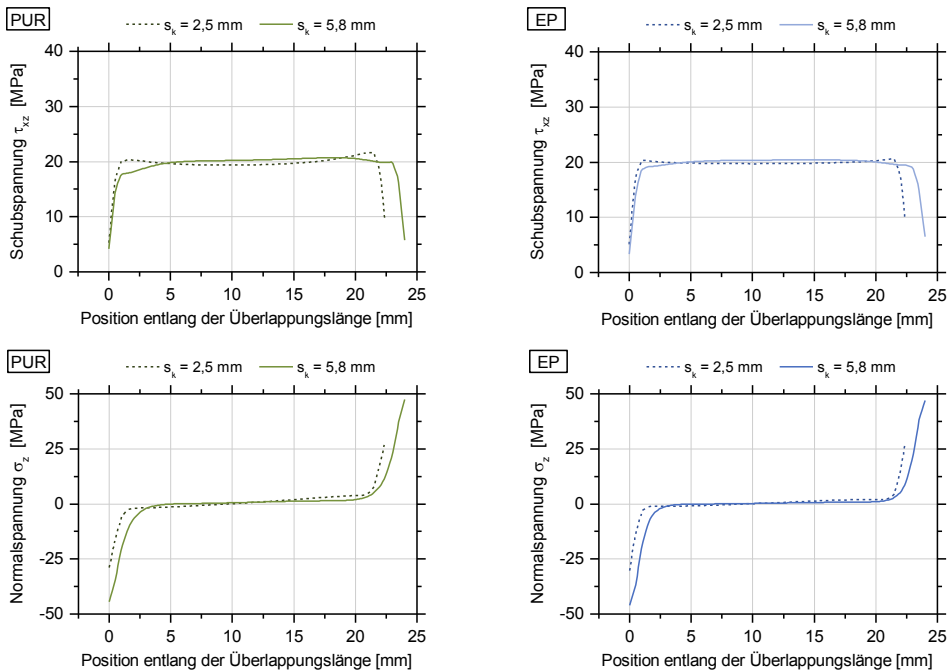 PUR
s_k = 2,5 mm s_k = 5,8 mm
Schubspannung τ_xz [MPa]
40
30
20
10
0
0 5 10 15 20 25
Position entlang der Überlappungslänge [mm]
EP
s_k = 2,5 mm s_k = 5,8 mm
Schubspannung τ_xz [MPa]
40
30
20
10
0
0 5 10 15 20 25
Position entlang der Überlappungslänge [mm]
PUR
s_k = 2,5 mm s_k = 5,8 mm
Normalspannung σ_z [MPa]
50
25
0
-25
-50
0 5 10 15 20 25
Position entlang der Überlappungslänge [mm]
EP
s_k = 2,5 mm s_k = 5,8 mm
Normalspannung σ_z [MPa]
50
25
0
-25
-50
0 5 10 15 20 25
Position entlang der Überlappungslänge [mm]